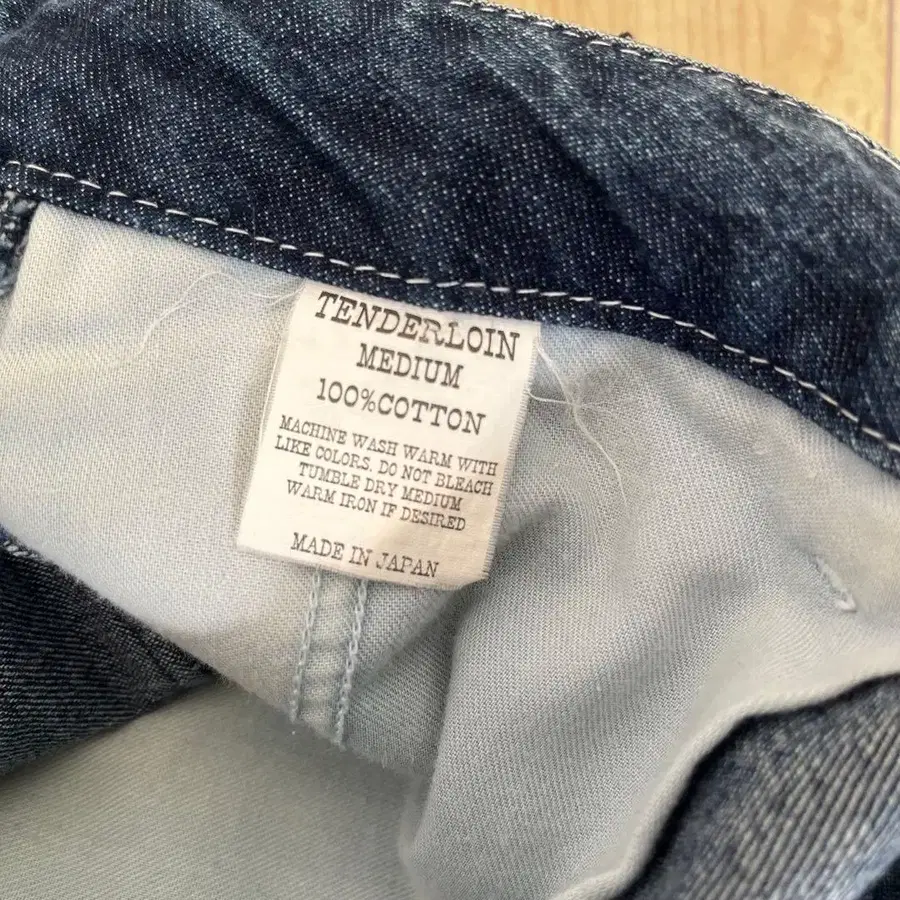 TENDERLOIN
MEDIUM
100%COTTON
MACHINE WASH WARM WITH
LIKE COLORS. DO NOT BLEACH
TUMBLE DRY MEDIUM
WARM IRON IF DESIRED
MADE IN JAPAN